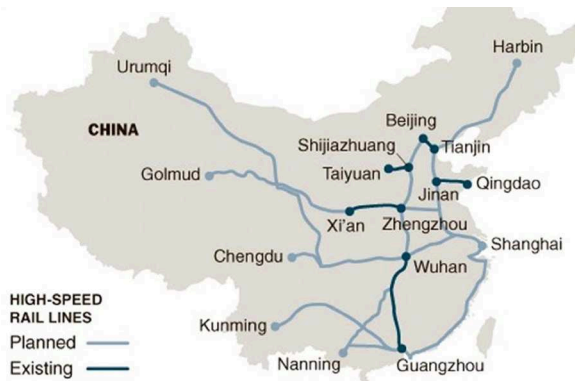 Harbin
Urumqi
Beijing
CHINA
Shijiazhuang
Tianjin
Golmud
Taiyuan
Jinan
Qingdao
Xi'an
Zhengzhou
Shanghai
Chengdu
Wuhan
HIGH-SPEED
RAIL LINES
Planned
Existing
Kunming
Nanning
Guangzhou